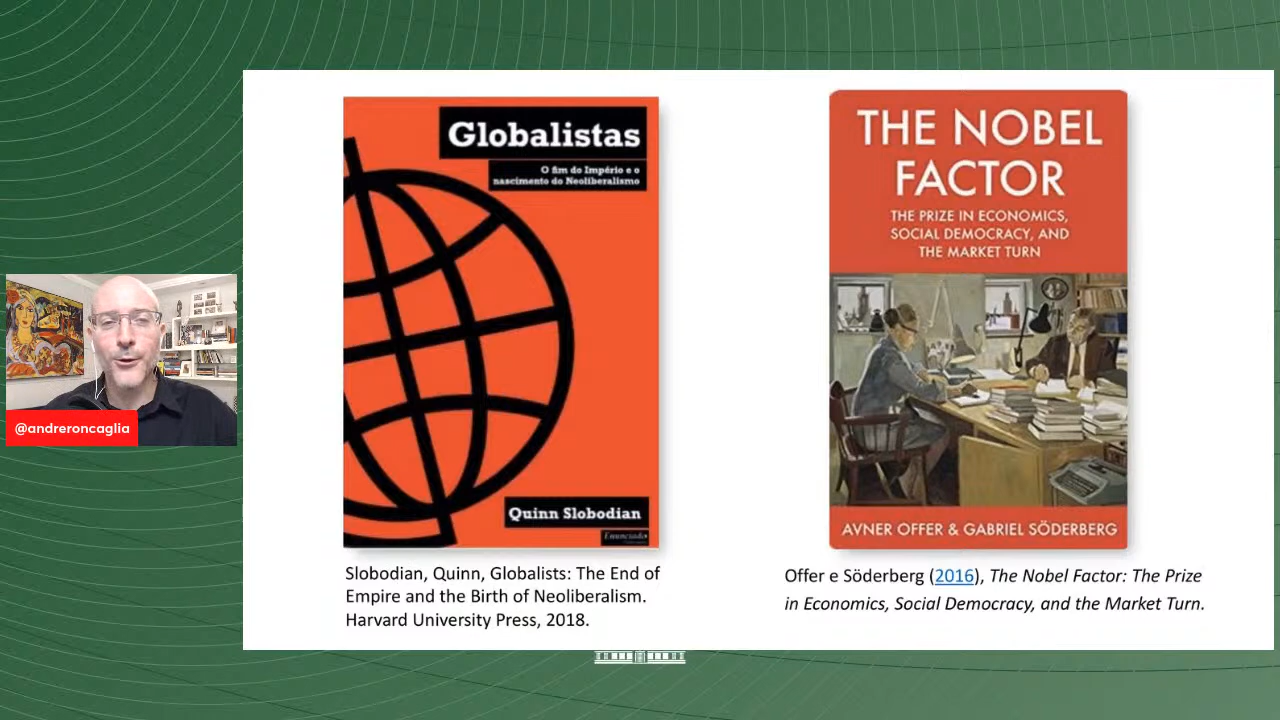 Globalistas
O fim do Império e o
nascimento do Neoliberalismo
Quinn Slobodian
Enunciado
Slobodian, Quinn, Globalists: The End of
Empire and the Birth of Neoliberalism.
Harvard University Press, 2018.
THE NOBEL
FACTOR
THE PRIZE IN ECONOMICS,
SOCIAL DEMOCRACY, AND
THE MARKET TURN
AVNER OFFER & GABRIEL SÖDERBERG
Offer e Söderberg (2016), The Nobel Factor: The Prize
in Economics, Social Democracy, and the Market Turn.
@andreroncaglia